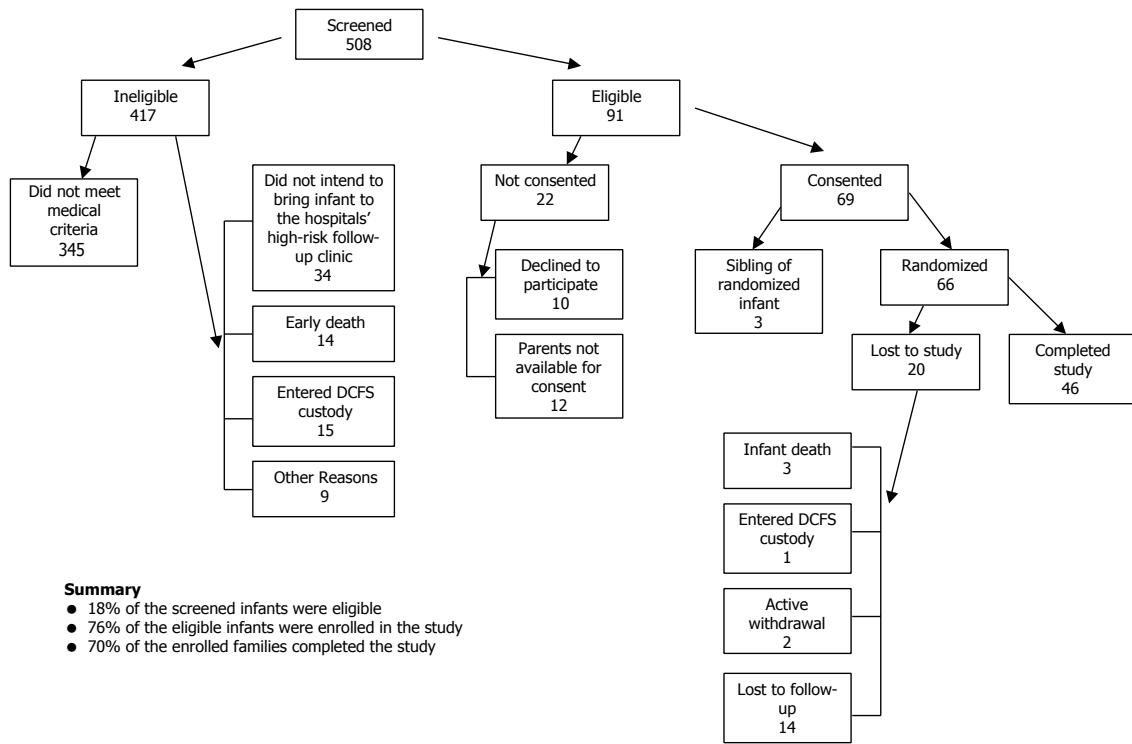 Screened
508
Ineligible
417
Eligible
91
Did not meet
medical
criteria
345
Did not intend to
bring infant to
the hospitals’
high-risk follow-
up clinic
34
Early death
14
Entered DCFS
custody
15
Other Reasons
9
Not consented
22
Declined to
participate
10
Parents not
available for
consent
12
Consented
69
Sibling of
randomized
infant
3
Randomized
66
Lost to study
20
Completed
study
46
Infant death
3
Entered DCFS
custody
1
Active
withdrawal
2
Lost to follow-
up
14
Summary
● 18% of the screened infants were eligible
● 76% of the eligible infants were enrolled in the study
● 70% of the enrolled families completed the study